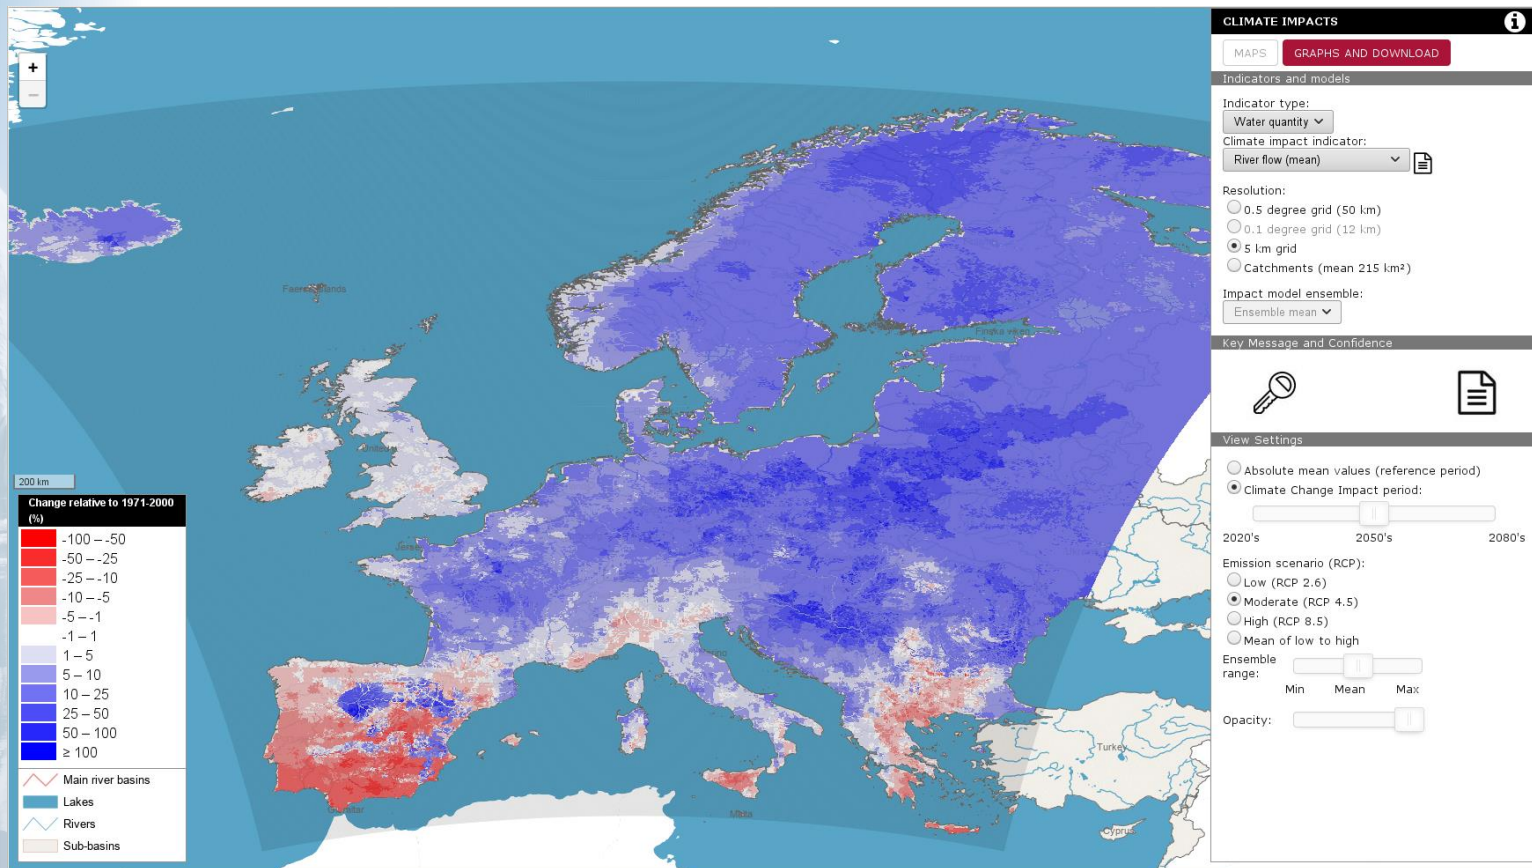 CLIMATE IMPACTS
MAPS
GRAPHS AND DOWNLOAD
Indicators and models
Indicator type:
Water quantity
Climate impact indicator:
River flow (mean)
Resolution:
0.5 degree grid (50 km)
0.1 degree grid (12 km)
5 km grid
Catchments (mean 215 km²)
Impact model ensemble:
Ensemble mean
Key Message and Confidence
View Settings
Absolute mean values (reference period)
Climate Change Impact period:
2020's 2050's 2080's
Emission scenario (RCP):
Low (RCP 2.6)
Moderate (RCP 4.5)
High (RCP 8.5)
Mean of low to high
Ensemble
range:
Min Mean Max
Opacity:
+
−
200 km
Change relative to 1971-2000
(%)
-100 – -50
-50 – -25
-25 – -10
-10 – -5
-5 – -1
-1 – 1
1 – 5
5 – 10
10 – 25
25 – 50
50 – 100
≥ 100
Main river basins
Lakes
Rivers
Sub-basins
Finska viken
Jersey
Gibraltar
Malta
Turkey
Cyprus